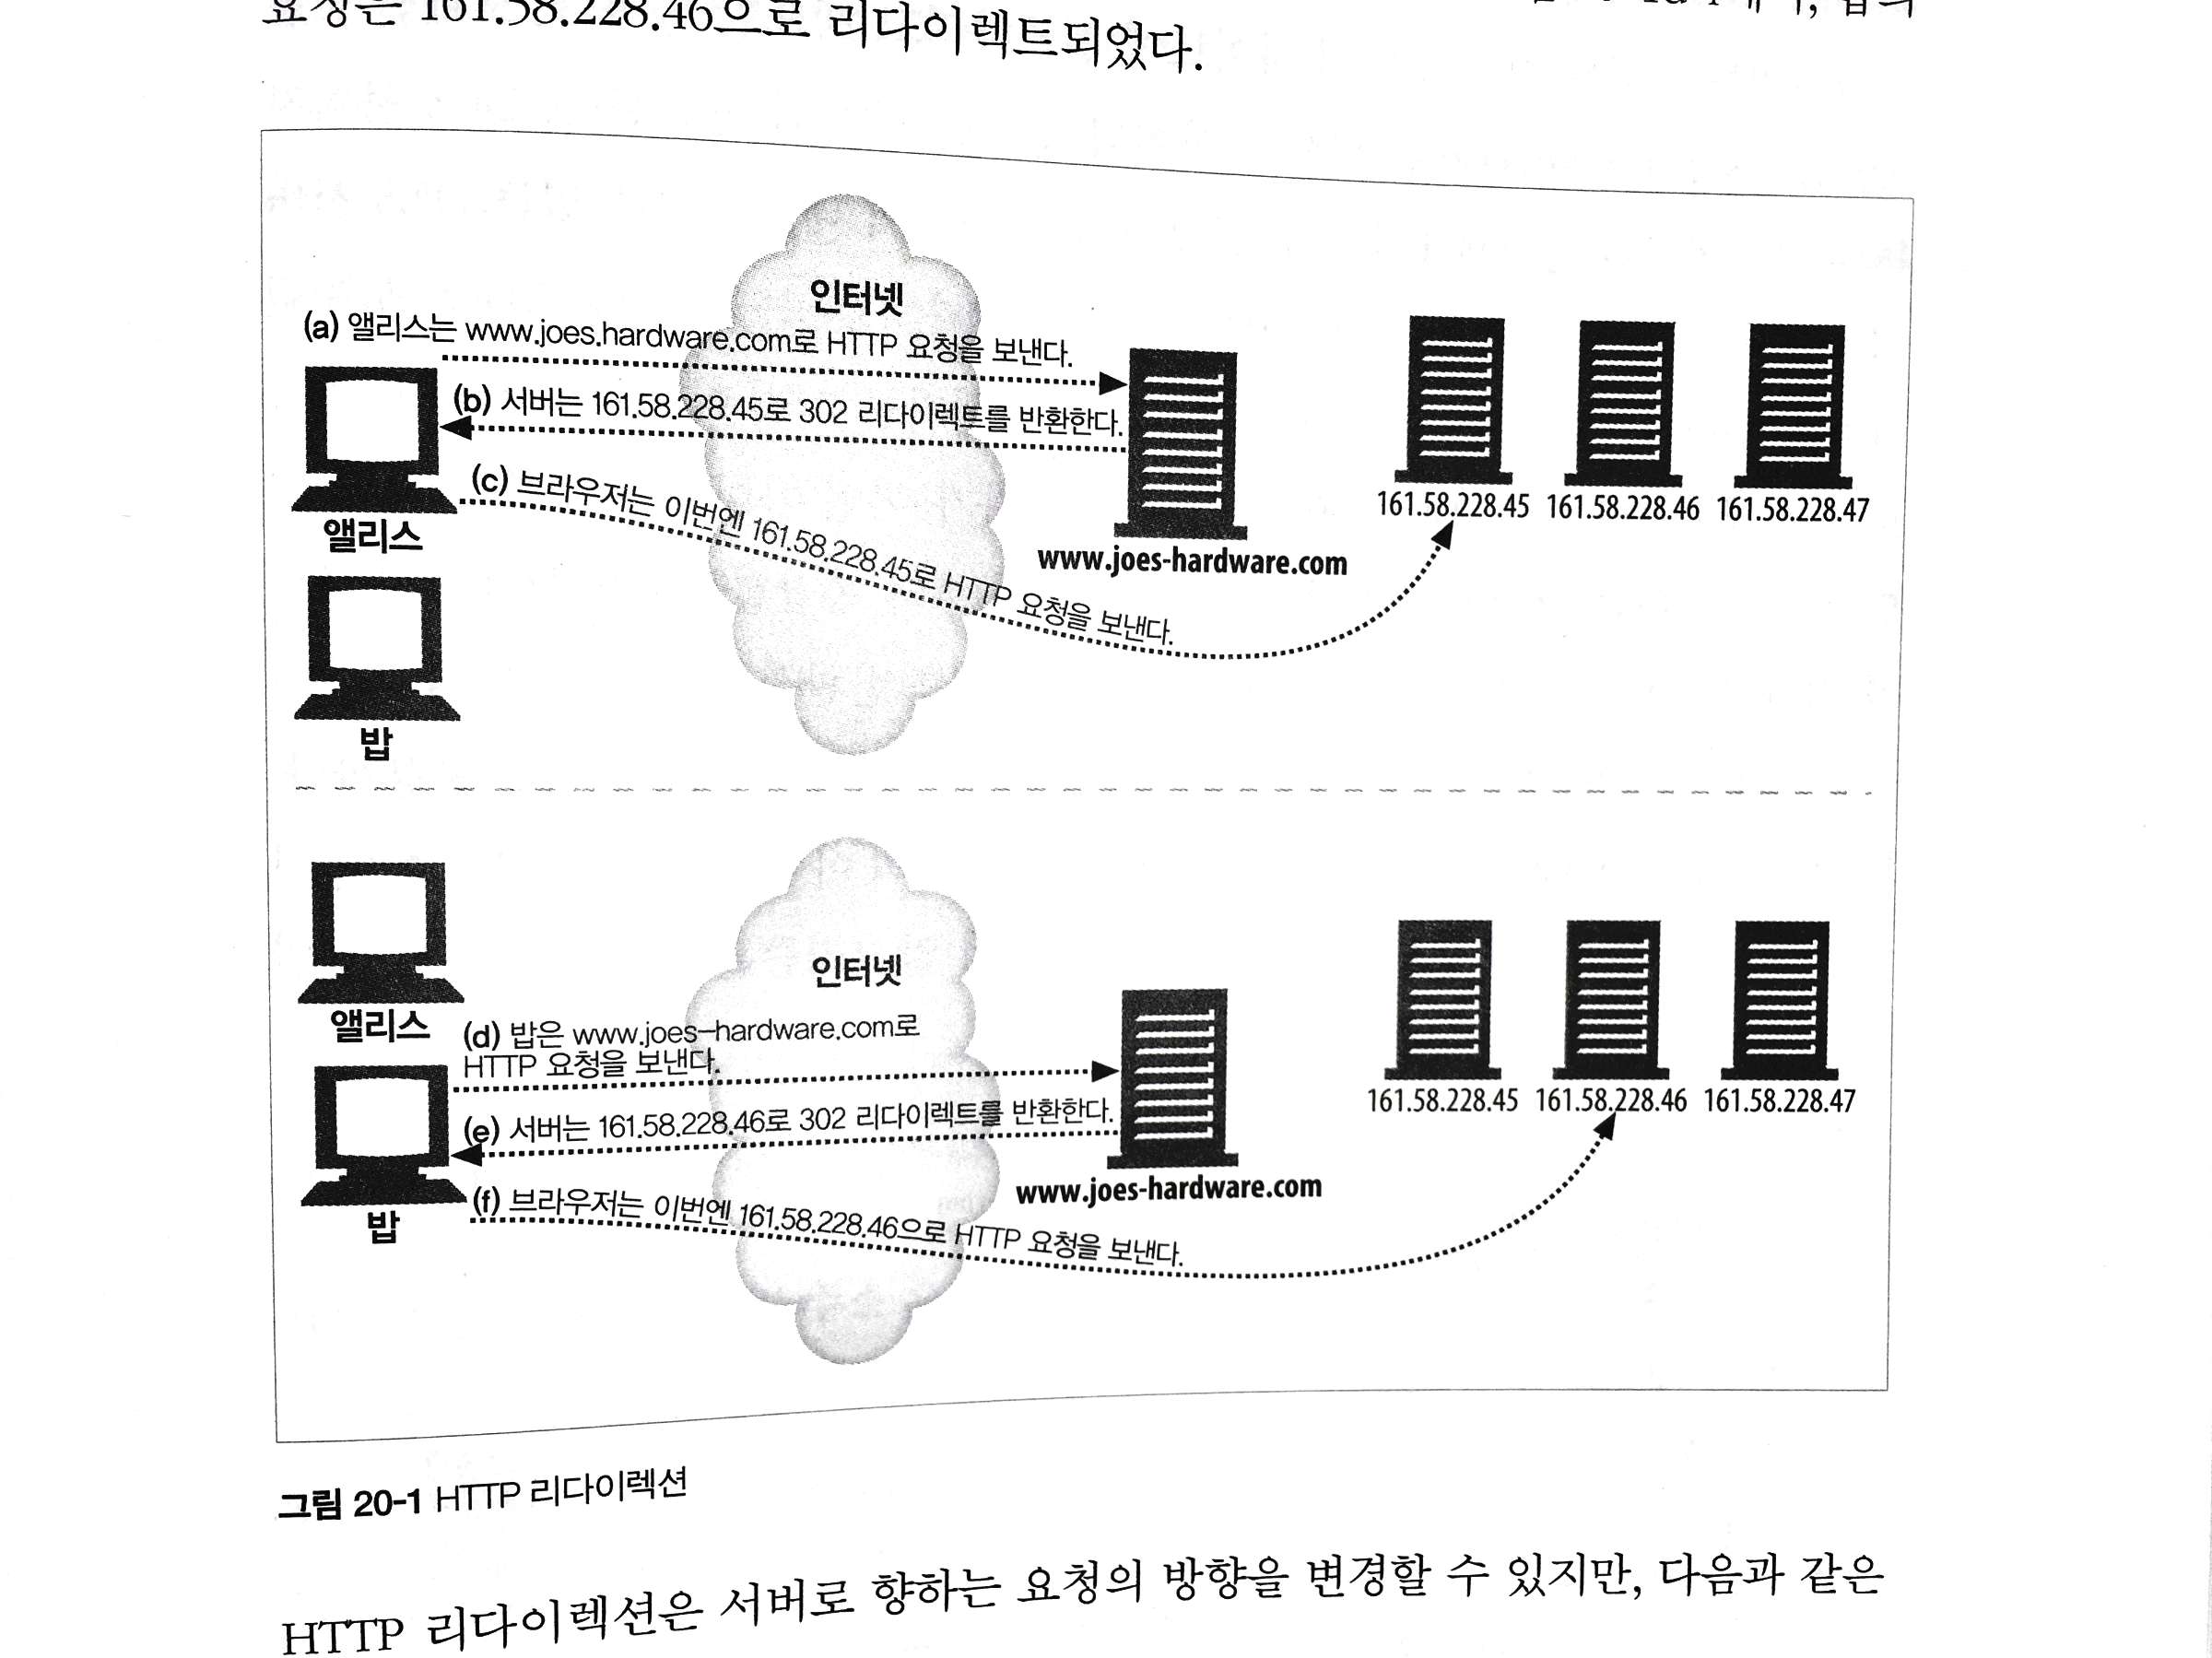 요청은 161.58.228.46으로 리다이렉트되었다.
인터넷
(a) 앨리스는 www.joes.hardware.com로 HTTP 요청을 보낸다.
(b) 서버는 161.58.228.45로 302 리다이렉트를 반환한다.
(c) 브라우저는 이번엔 161.58.228.45로 HTTP 요청을 보낸다.
앨리스
밥
www.joes-hardware.com
161.58.228.45 161.58.228.46 161.58.228.47
인터넷
앨리스
(d) 밥은 www.joes-hardware.com로
HTTP 요청을 보낸다.
(e) 서버는 161.58.228.46로 302 리다이렉트를 반환한다.
(f) 브라우저는 이번엔 161.58.228.46으로 HTTP 요청을 보낸다.
밥
www.joes-hardware.com
161.58.228.45 161.58.228.46 161.58.228.47
그림 20-1 HTTP 리다이렉션
HTTP 리다이렉션은 서버로 향하는 요청의 방향을 변경할 수 있지만, 다음과 같은